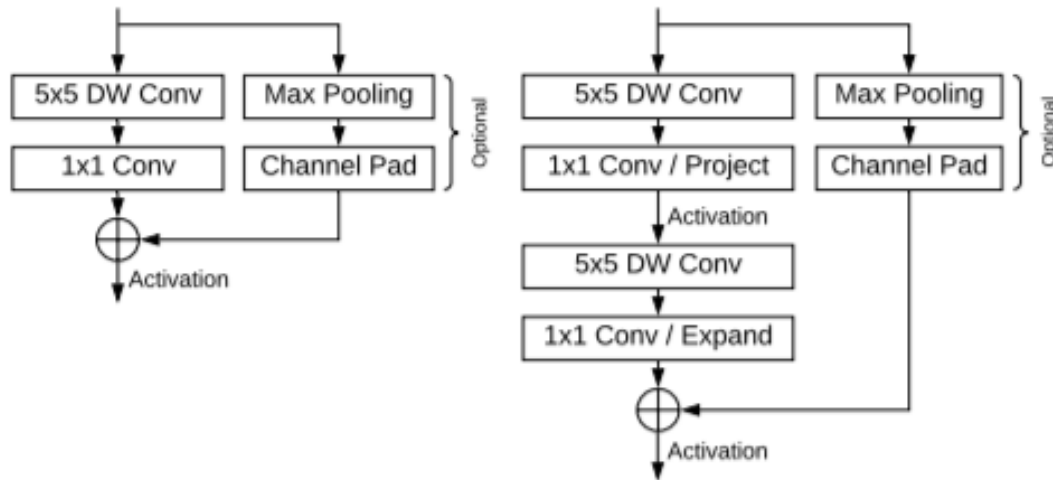 5x5 DW Conv
1x1 Conv
Activation
Max Pooling
Channel Pad
Optional
5x5 DW Conv
1x1 Conv / Project
Activation
5x5 DW Conv
1x1 Conv / Expand
Activation
Max Pooling
Channel Pad
Optional